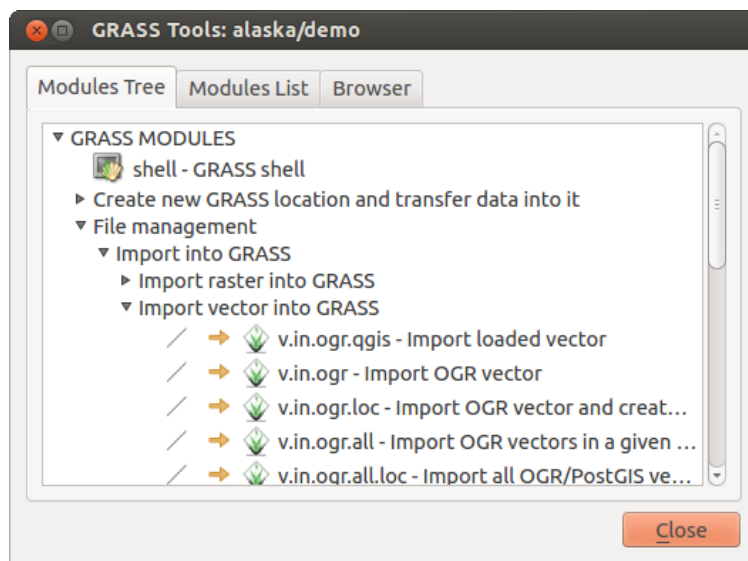 GRASS Tools: alaska/demo
Modules Tree Modules List Browser
GRASS MODULES
shell - GRASS shell
Create new GRASS location and transfer data into it
File management
Import into GRASS
Import raster into GRASS
Import vector into GRASS
v.in.ogr.qgis - Import loaded vector
v.in.ogr - Import OGR vector
v.in.ogr.loc - Import OGR vector and creat...
v.in.ogr.all - Import OGR vectors in a given ...
v.in.ogr.all.loc - Import all OGR/PostGIS ve...
Close